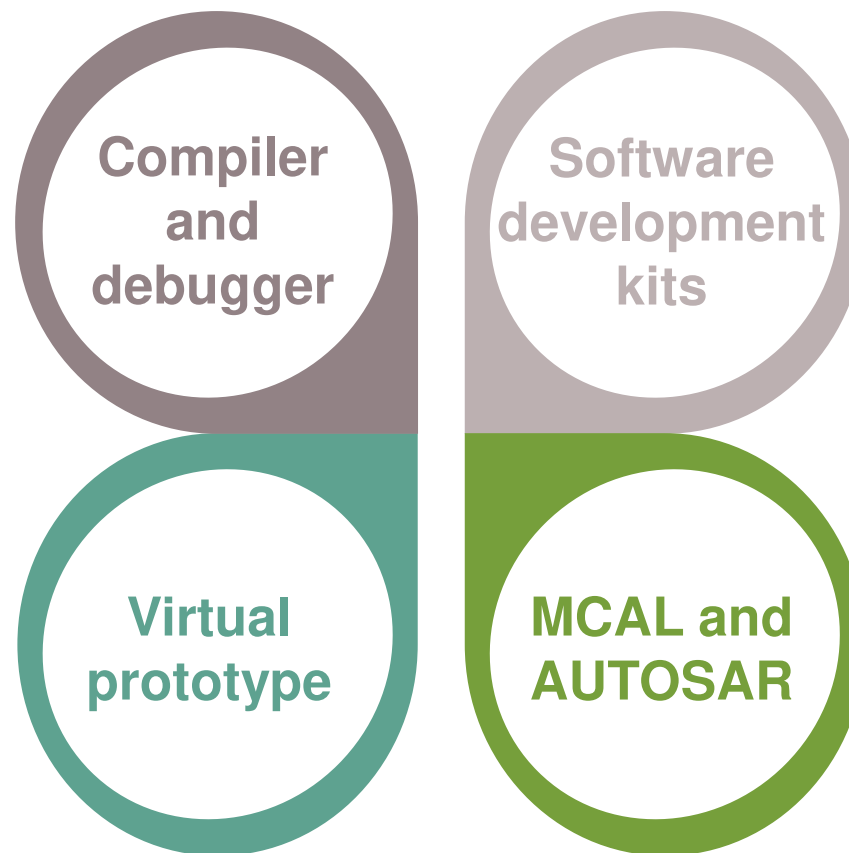 Compiler
and
debugger
Software
development
kits
Virtual
prototype
MCAL and
AUTOSAR